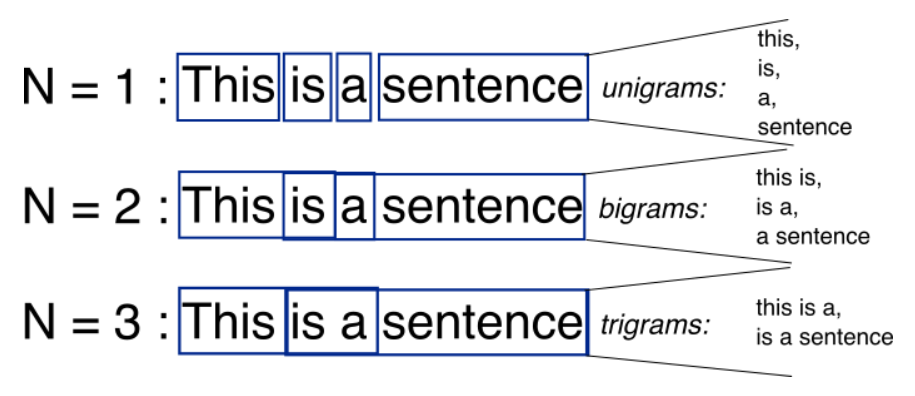 N = 1 : This is a sentence unigrams:
this,
is,
a,
sentence
N = 2 : This is a sentence bigrams:
this is,
is a,
a sentence
N = 3 : This is a sentence trigrams:
this is a,
is a sentence